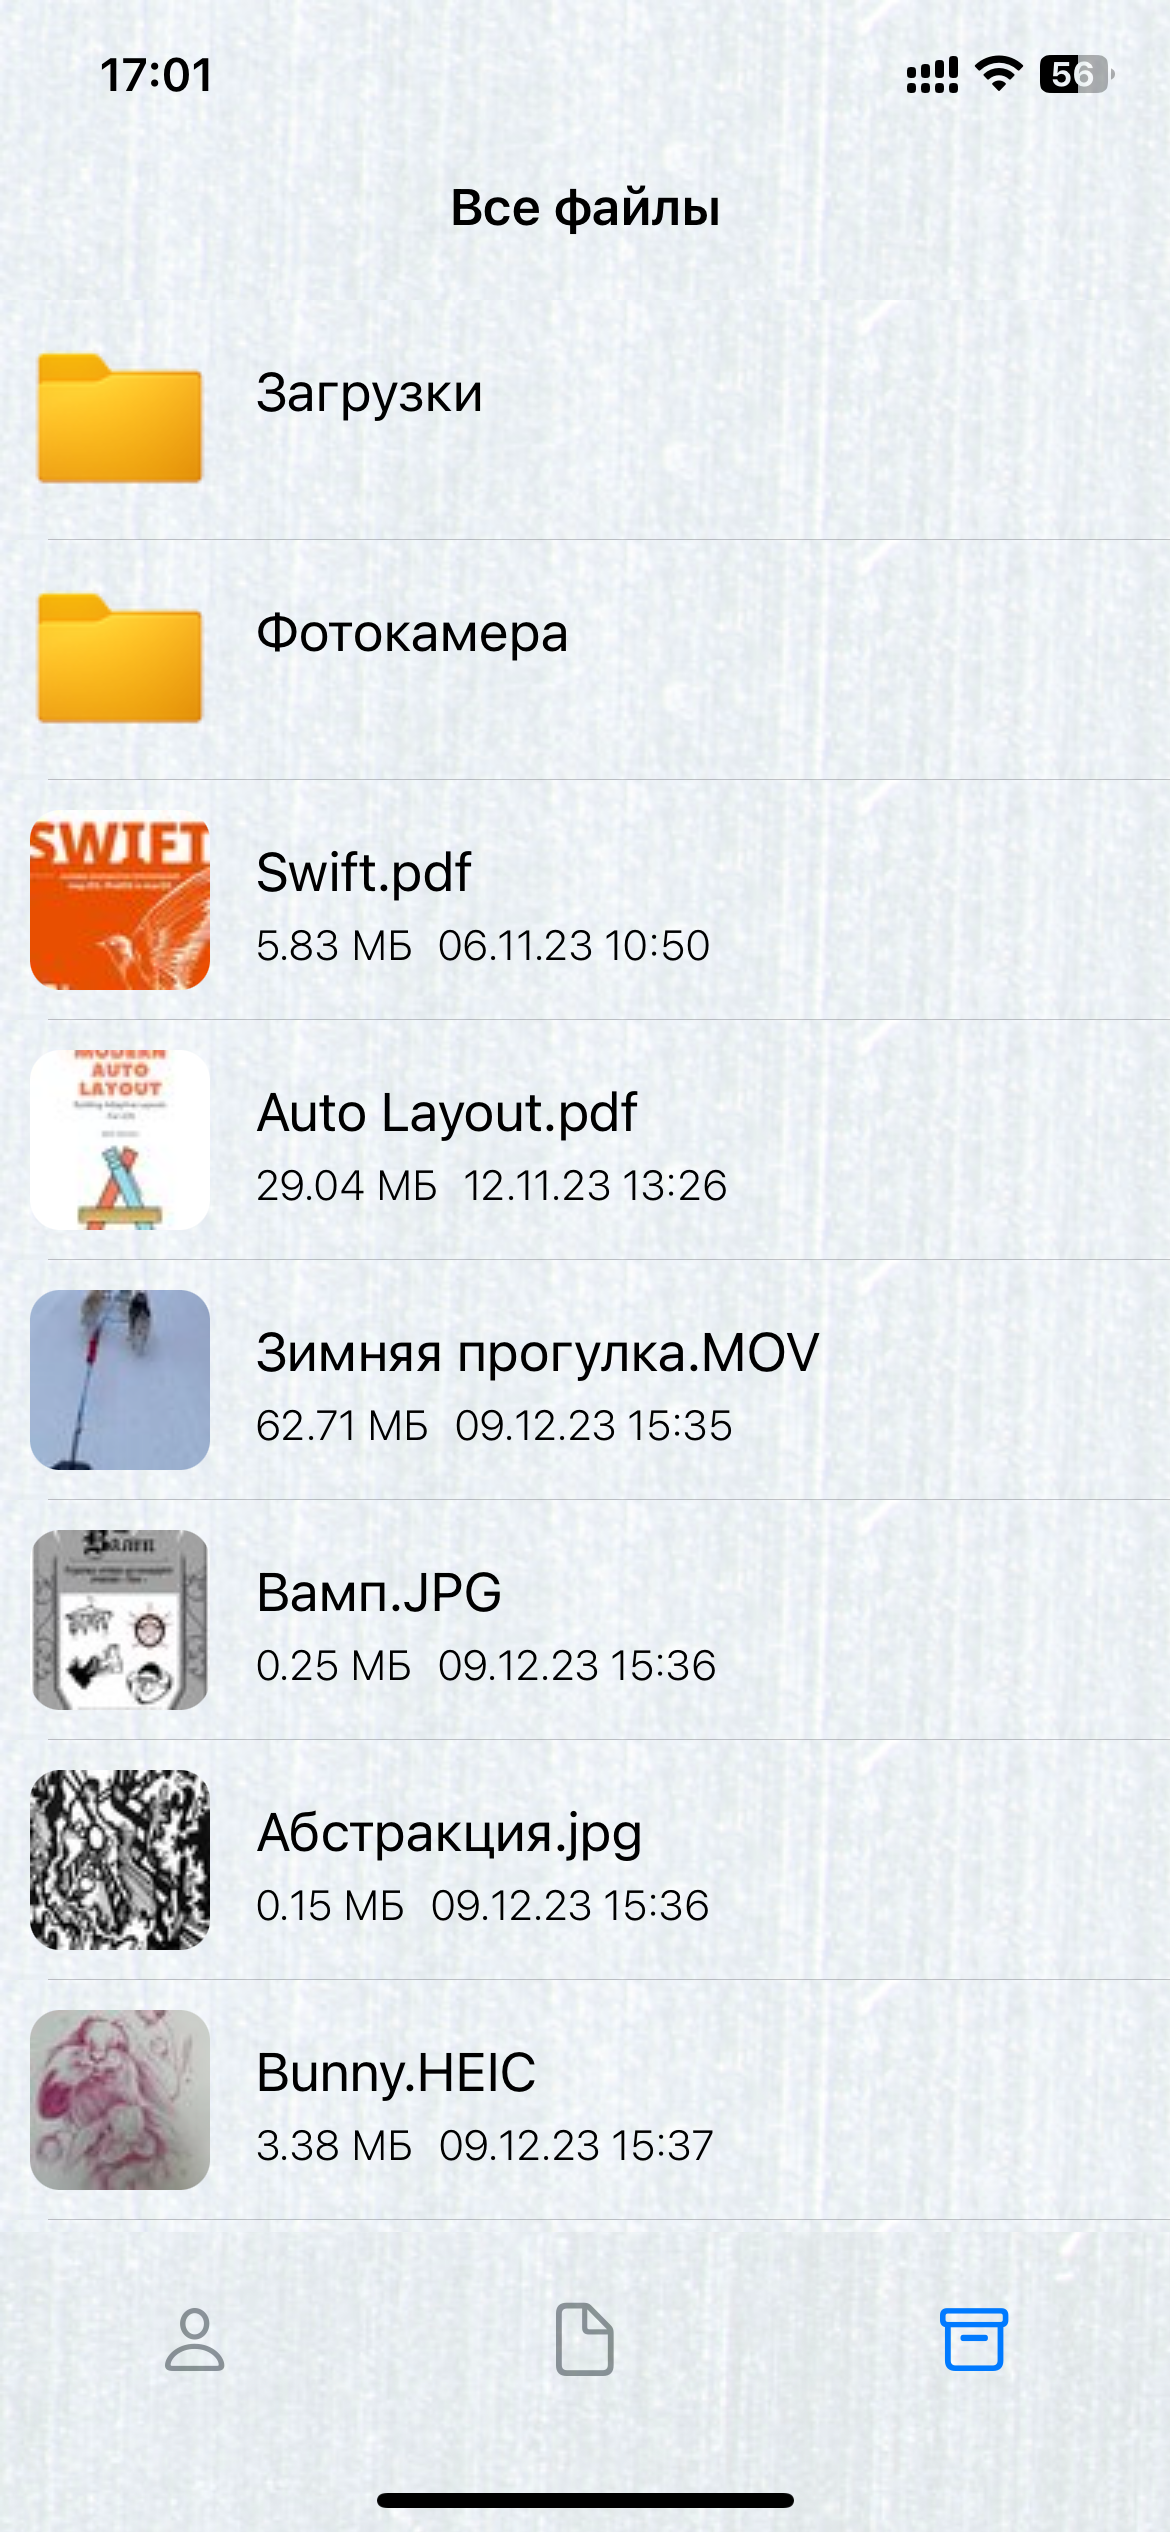 17:01
56
Все файлы
Загрузки
Фотокамера
SWIFT
Swift.pdf
5.83 МБ 06.11.23 10:50
MODERN
AUTO
LAYOUT
Auto Layout.pdf
29.04 МБ 12.11.23 13:26
Зимняя прогулка.MOV
62.71 МБ 09.12.23 15:35
Вамп.JPG
0.25 МБ 09.12.23 15:36
Абстракция.jpg
0.15 МБ 09.12.23 15:36
Bunny.HEIC
3.38 МБ 09.12.23 15:37